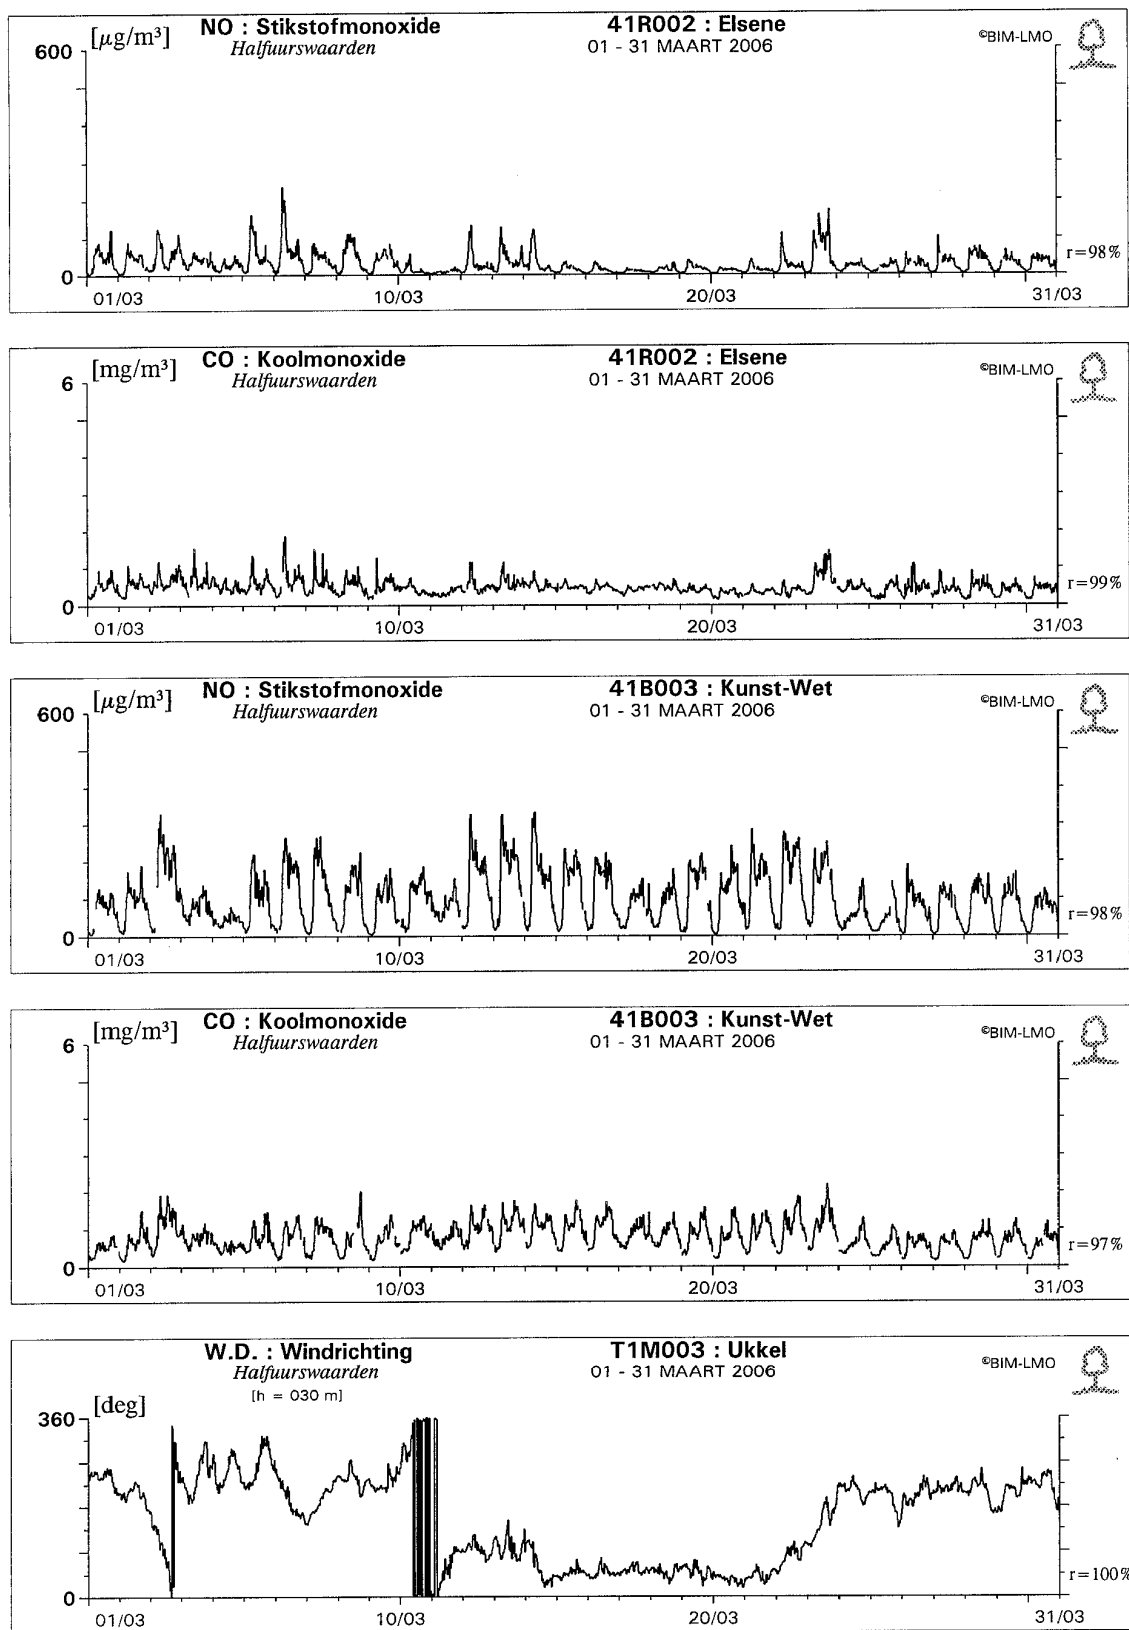 [µg/m³] NO : Stikstofmonoxide 41R002 : Elsene ©BIM-LMO
Halfuurswaarden 01 - 31 MAART 2006
600
r=98%
0
01/03 10/03 20/03 31/03
[mg/m³] CO : Koolmonoxide 41R002 : Elsene ©BIM-LMO
Halfuurswaarden 01 - 31 MAART 2006
6
r=99%
0
01/03 10/03 20/03 31/03
[µg/m³] NO : Stikstofmonoxide 41B003 : Kunst-Wet ©BIM-LMO
Halfuurswaarden 01 - 31 MAART 2006
600
r=98%
0
01/03 10/03 20/03 31/03
[mg/m³] CO : Koolmonoxide 41B003 : Kunst-Wet ©BIM-LMO
Halfuurswaarden 01 - 31 MAART 2006
6
r=97%
0
01/03 10/03 20/03 31/03
W.D. : Windrichting T1M003 : Ukkel ©BIM-LMO
Halfuurswaarden 01 - 31 MAART 2006
[h = 030 m]
[deg]
360
r=100%
0
01/03 10/03 20/03 31/03